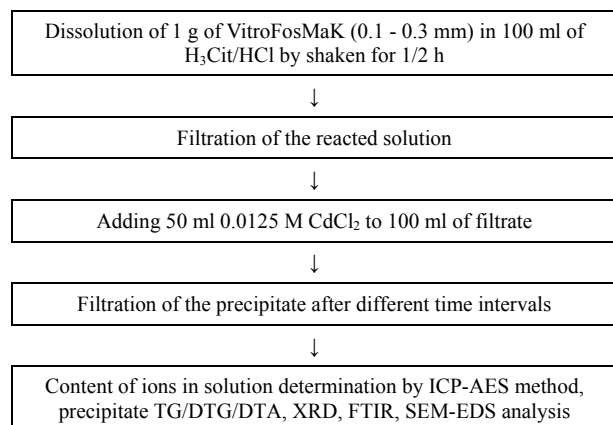 Dissolution of 1 g of VitroFosMaK (0.1 - 0.3 mm) in 100 ml of
H₃Cit/HCl by shaken for 1/2 h
↓
Filtration of the reacted solution
↓
Adding 50 ml 0.0125 M CdCl₂ to 100 ml of filtrate
↓
Filtration of the precipitate after different time intervals
↓
Content of ions in solution determination by ICP-AES method,
precipitate TG/DTG/DTA, XRD, FTIR, SEM-EDS analysis